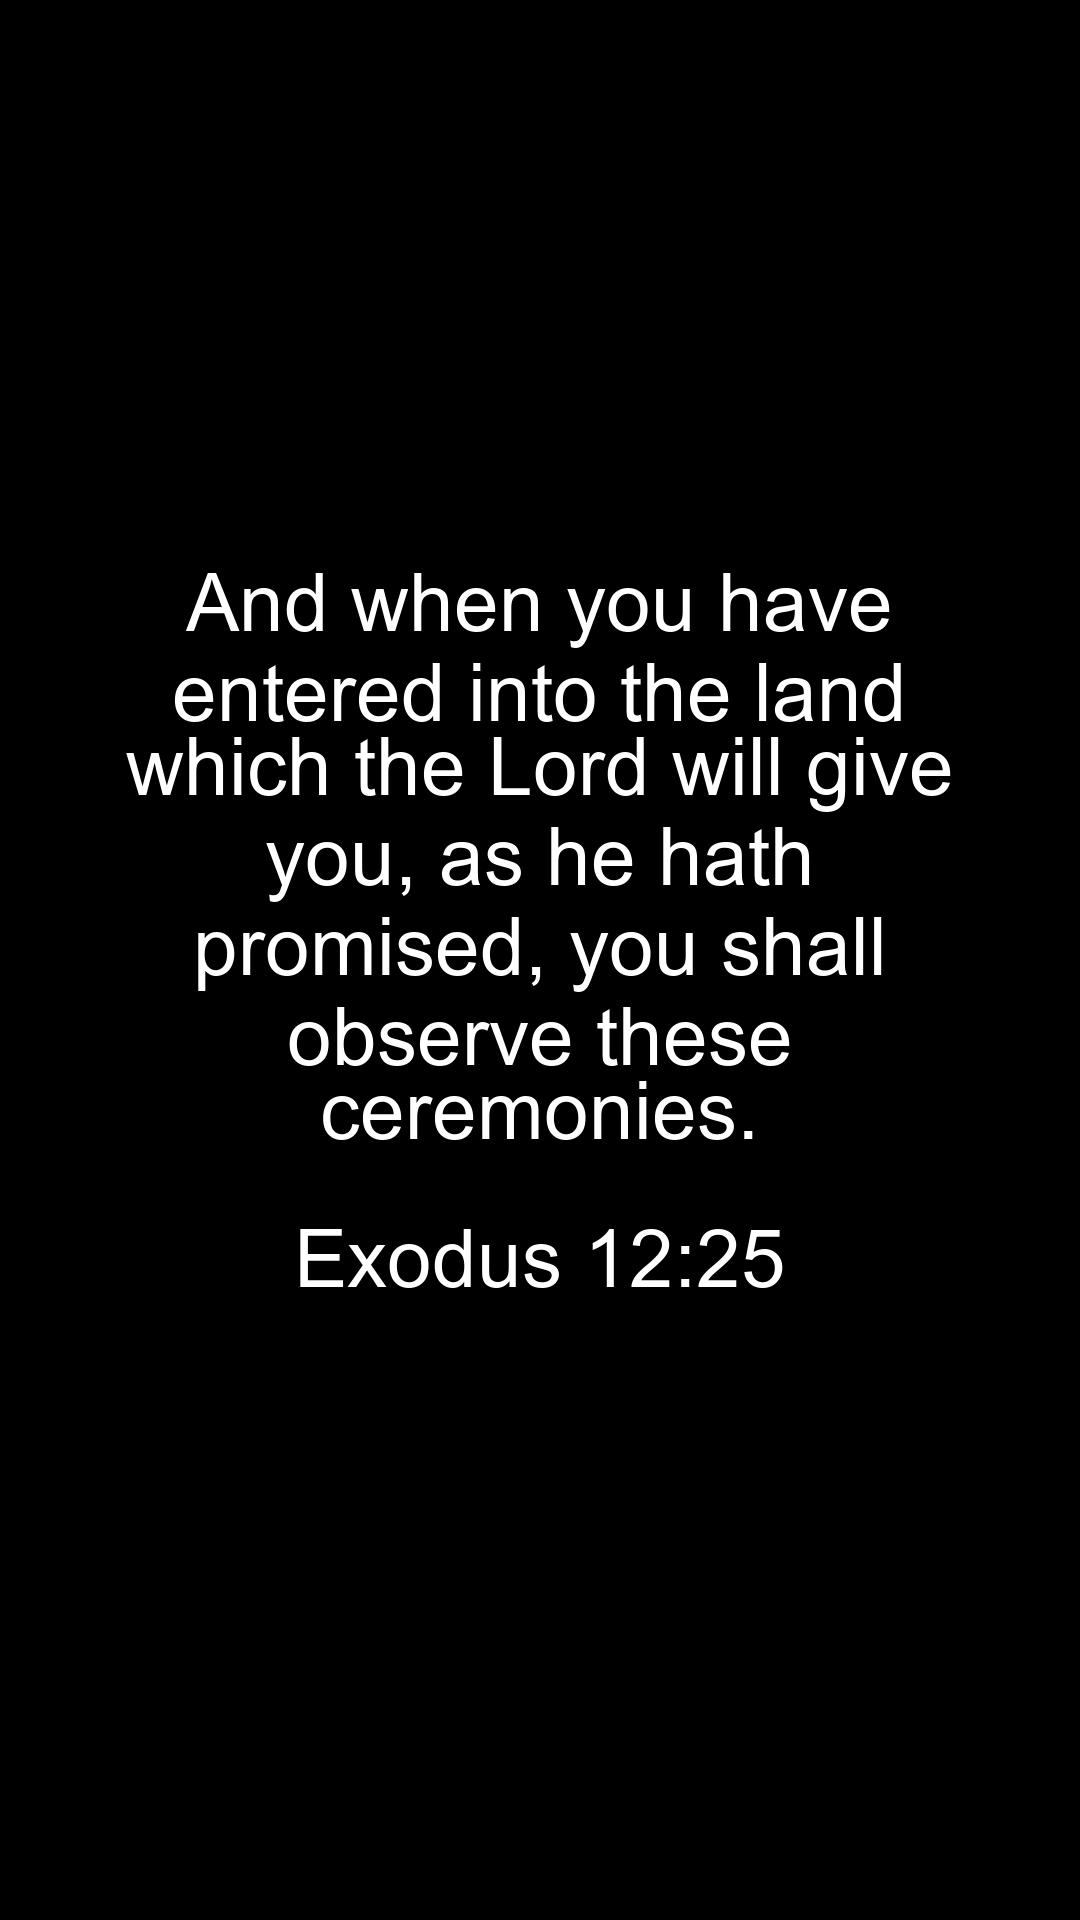 And when you have
entered into the land
which the Lord will give
you, as he hath
promised, you shall
observe these
ceremonies.
Exodus 12:25